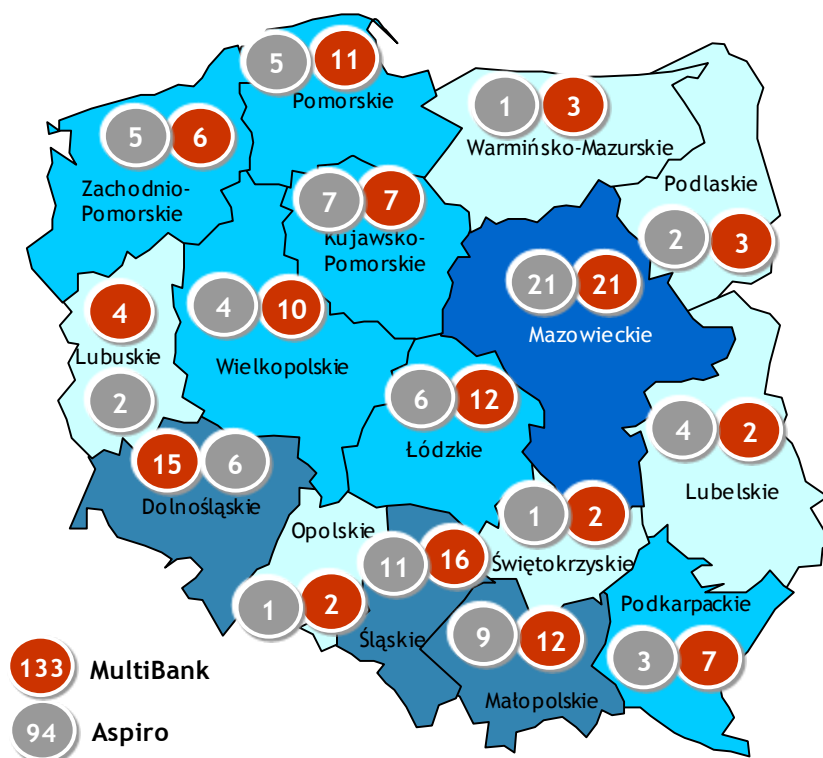 5 11
Pomorskie
1 3
Warmińsko-Mazurskie
5 6
Zachodnio-
Pomorskie
Podlaskie
2 3
7 7
Kujawsko-
Pomorskie
21 21
Mazowieckie
4
Lubuskie
2
4 10
Wielkopolskie
6 12
Łódzkie
4 2
Lubelskie
15 6
Dolnośląskie
Opolskie
1 2
11 16
Śląskie
1 2
Świętokrzyskie
9 12
Małopolskie
Podkarpackie
3 7
133 MultiBank
94 Aspiro